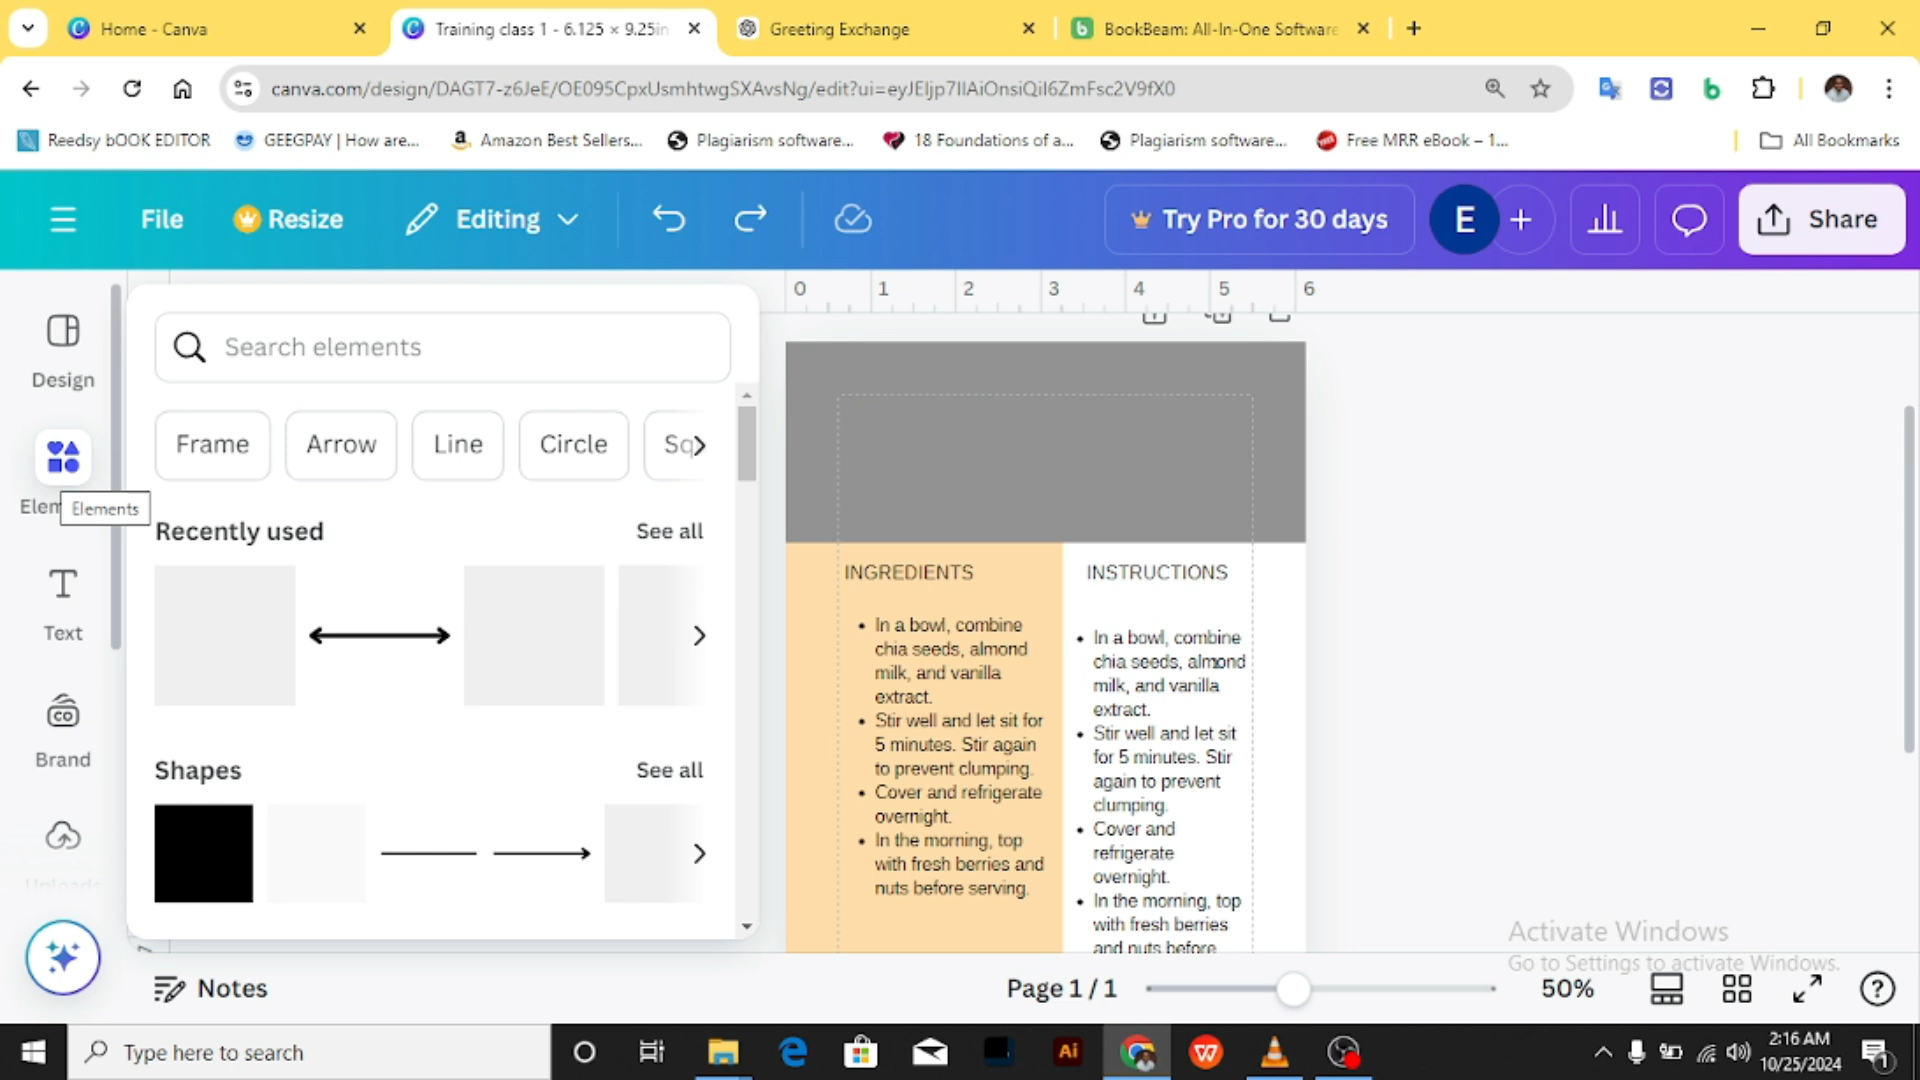 Home - Canva
Training class 1 - 6.125 × 9.25in
Greeting Exchange
BookBeam: All-In-One Software
canva.com/design/DAGT7-z6JeE/OE095CpxUsmhtwgSXAvsNg/edit?ui=eyJEIjp7IlAiOnsiQiI6ZmFsc2V9fX0
Reedsy bOOK EDITOR
GEEGPAY | How are...
Amazon Best Sellers...
Plagiarism software...
18 Foundations of a...
Plagiarism software...
Free MRR eBook – 1...
All Bookmarks
File
Resize
Editing
Try Pro for 30 days
E
Share
0 1 2 3 4 5 6
Design
Search elements
Frame
Arrow
Line
Circle
Sq
Elem
Elements
Recently used
See all
Text
Brand
Shapes
See all
Uploads
INGREDIENTS
In a bowl, combine
chia seeds, almond
milk, and vanilla
extract.
Stir well and let sit for
5 minutes. Stir again
to prevent clumping.
Cover and refrigerate
overnight.
In the morning, top
with fresh berries and
nuts before serving.
INSTRUCTIONS
In a bowl, combine
chia seeds, almond
milk, and vanilla
extract.
Stir well and let sit
for 5 minutes. Stir
again to prevent
clumping.
Cover and
refrigerate
overnight.
In the morning, top
with fresh berries
and nuts before
Activate Windows
Go to Settings to activate Windows.
Notes
Page 1 / 1
50%
Type here to search
Ai
2:16 AM
10/25/2024
1